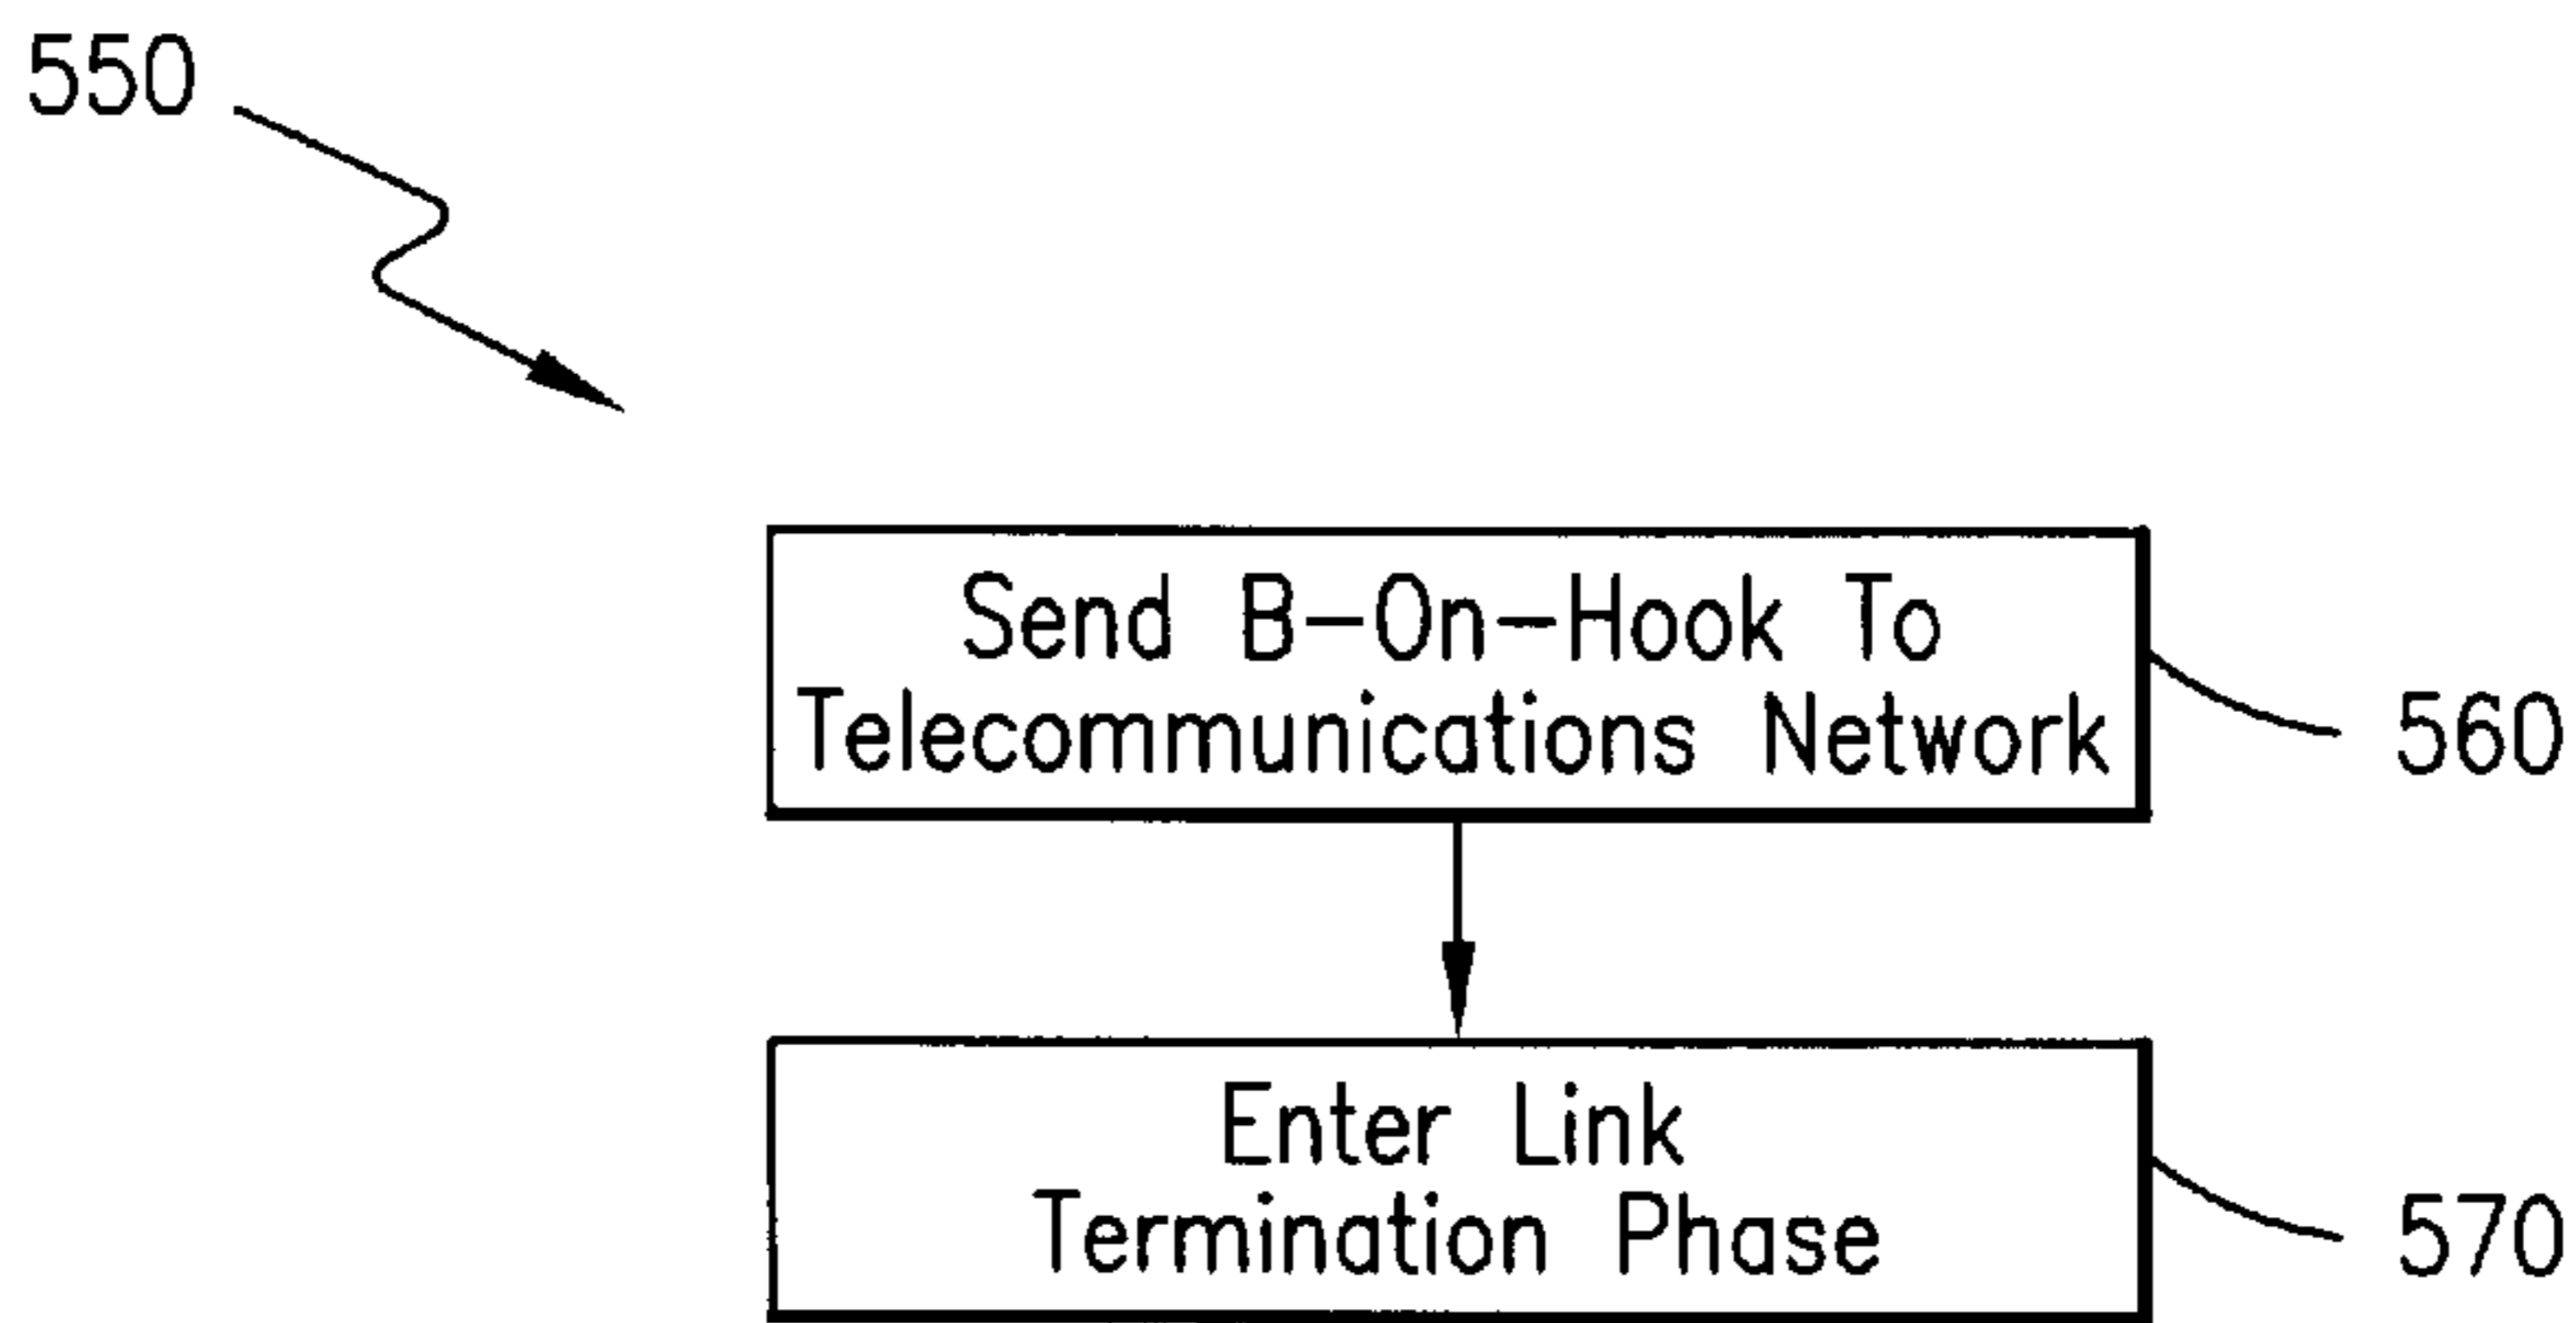 550
Send B-On-Hook To
Telecommunications Network
560
Enter Link
Termination Phase
570